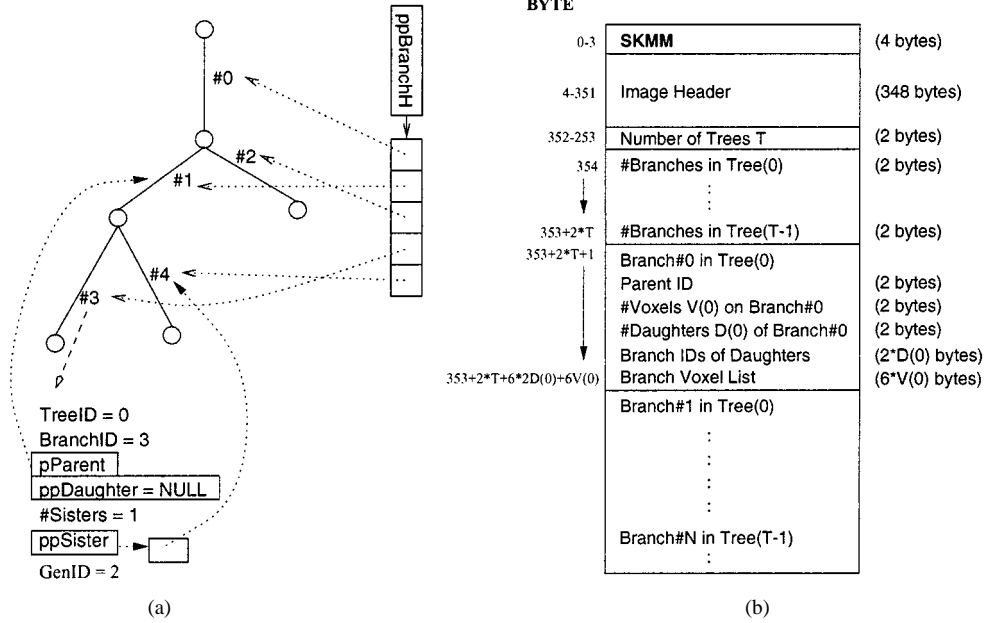 ppBranchH
#0
#2
#1
#4
#3
TreeID = 0
BranchID = 3
pParent
ppDaughter = NULL
#Sisters = 1
ppSister
GenID = 2
(a)
BYTE
0-3 SKMM (4 bytes)
4-351 Image Header (348 bytes)
352-253 Number of Trees T (2 bytes)
354 #Branches in Tree(0) (2 bytes)
353+2*T #Branches in Tree(T-1) (2 bytes)
353+2*T+1
Branch#0 in Tree(0)
Parent ID (2 bytes)
#Voxels V(0) on Branch#0 (2 bytes)
#Daughters D(0) of Branch#0 (2 bytes)
Branch IDs of Daughters (2*D(0) bytes)
353+2*T+6*2D(0)+6V(0) Branch Voxel List (6*V(0) bytes)
Branch#1 in Tree(0)
Branch#N in Tree(T-1)
(b)